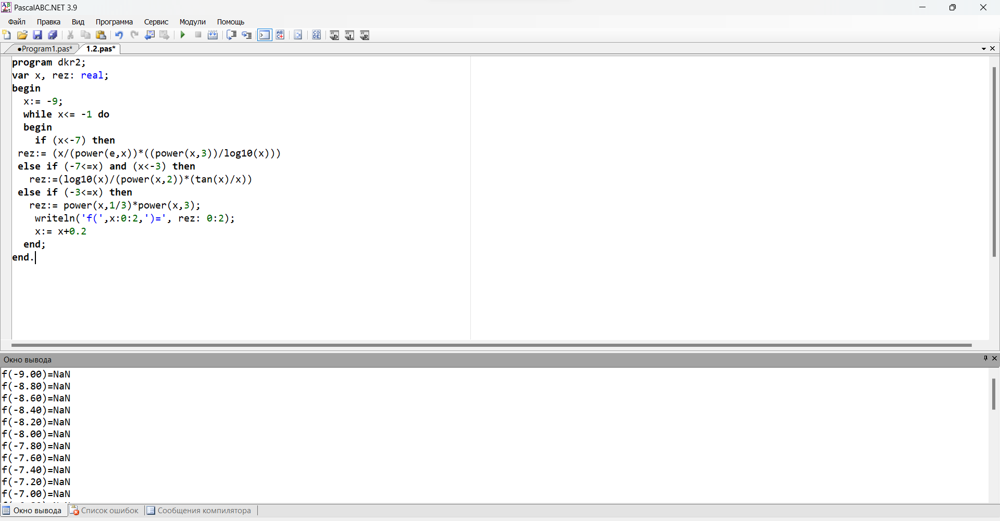 PascalABC.NET 3.9
Файл Правка Вид Программа Сервис Модули Помощь
●Program1.pas* 1.2.pas*
program dkr2;
var x, rez: real;
begin
  x:= -9;
  while x<= -1 do
  begin
    if (x<-7) then
 rez:= (x/(power(e,x))*((power(x,3))/log10(x)))
 else if (-7<=x) and (x<-3) then
   rez:=(log10(x)/(power(x,2))*(tan(x)/x))
 else if (-3<=x) then
   rez:= power(x,1/3)*power(x,3);
    writeln('f(',x:0:2,')=', rez: 0:2);
    x:= x+0.2
  end;
end.
Окно вывода
f(-9.00)=NaN
f(-8.80)=NaN
f(-8.60)=NaN
f(-8.40)=NaN
f(-8.20)=NaN
f(-8.00)=NaN
f(-7.80)=NaN
f(-7.60)=NaN
f(-7.40)=NaN
f(-7.20)=NaN
f(-7.00)=NaN
Окно вывода Список ошибок Сообщения компилятора